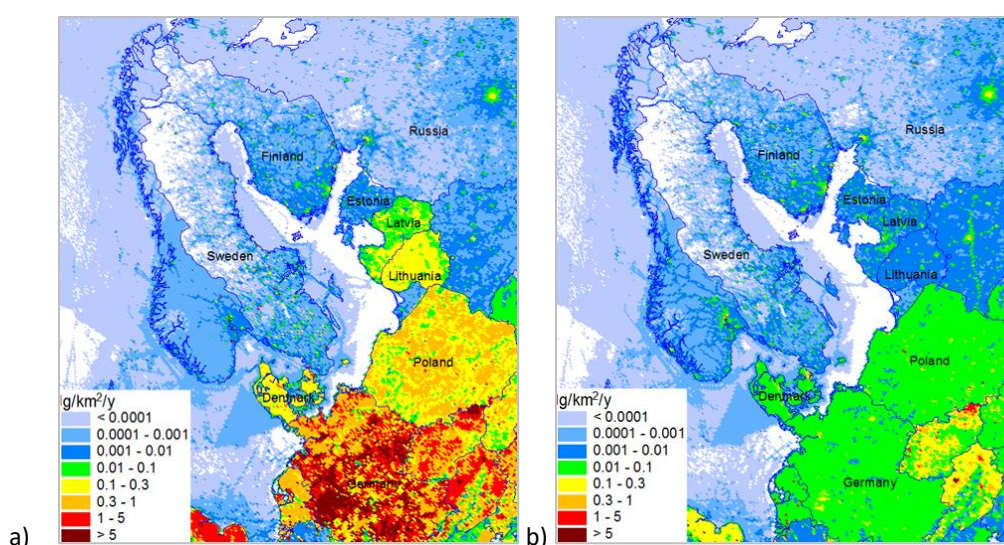 Finland
Russia
Estonia
Latvia
Sweden
Lithuania
Poland
Denmark
Germany
g/km²/y
< 0.0001
0.0001 - 0.001
0.001 - 0.01
0.01 - 0.1
0.1 - 0.3
0.3 - 1
1 - 5
> 5
a)
Finland
Russia
Estonia
Latvia
Sweden
Lithuania
Poland
Denmark
Germany
g/km²/y
< 0.0001
0.0001 - 0.001
0.001 - 0.01
0.01 - 0.1
0.1 - 0.3
0.3 - 1
1 - 5
> 5
b)